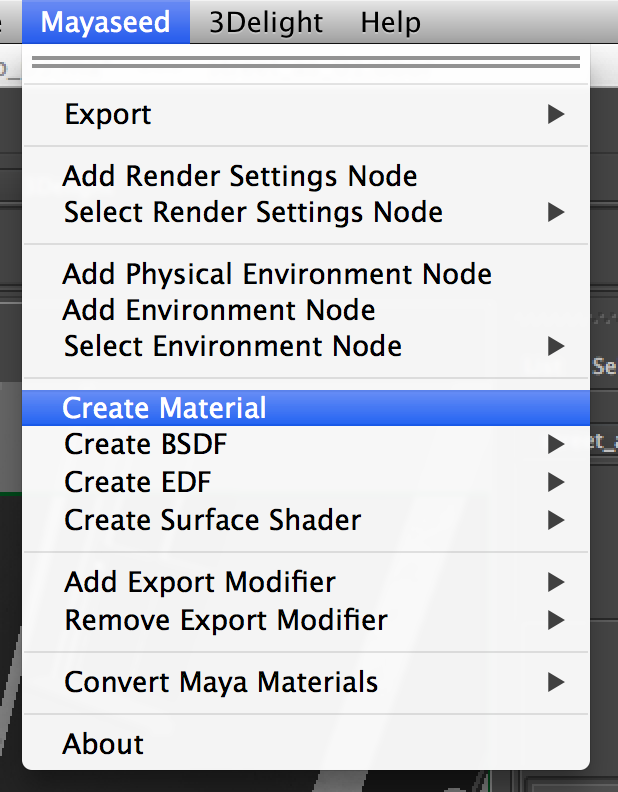 Mayaseed 3Delight Help
Export
Add Render Settings Node
Select Render Settings Node
Add Physical Environment Node
Add Environment Node
Select Environment Node
Create Material
Create BSDF
Create EDF
Create Surface Shader
Add Export Modifier
Remove Export Modifier
Convert Maya Materials
About